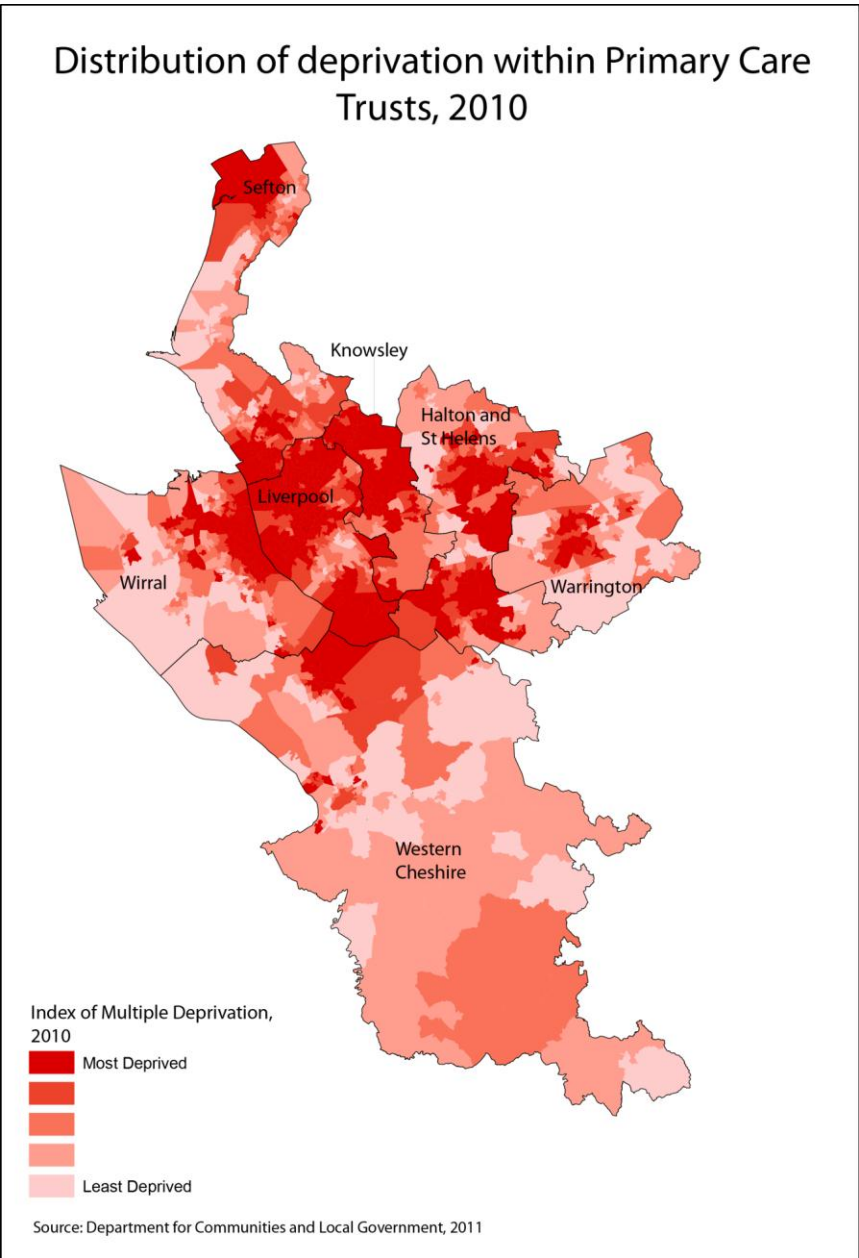 Distribution of deprivation within Primary Care
Trusts, 2010
Sefton
Knowsley
Halton and
St Helens
Liverpool
Wirral
Warrington
Western
Cheshire
Index of Multiple Deprivation,
2010
Most Deprived
Least Deprived
Source: Department for Communities and Local Government, 2011